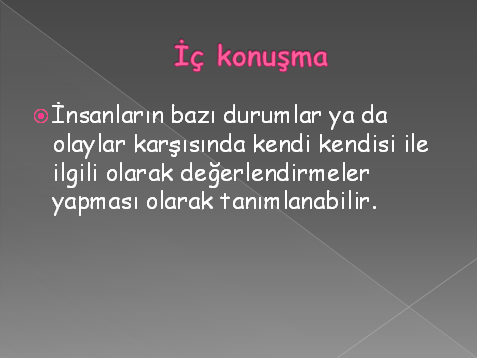 İç konuşma
İnsanların bazı durumlar ya da
olaylar karşısında kendi kendisi ile
ilgili olarak değerlendirmeler
yapması olarak tanımlanabilir.